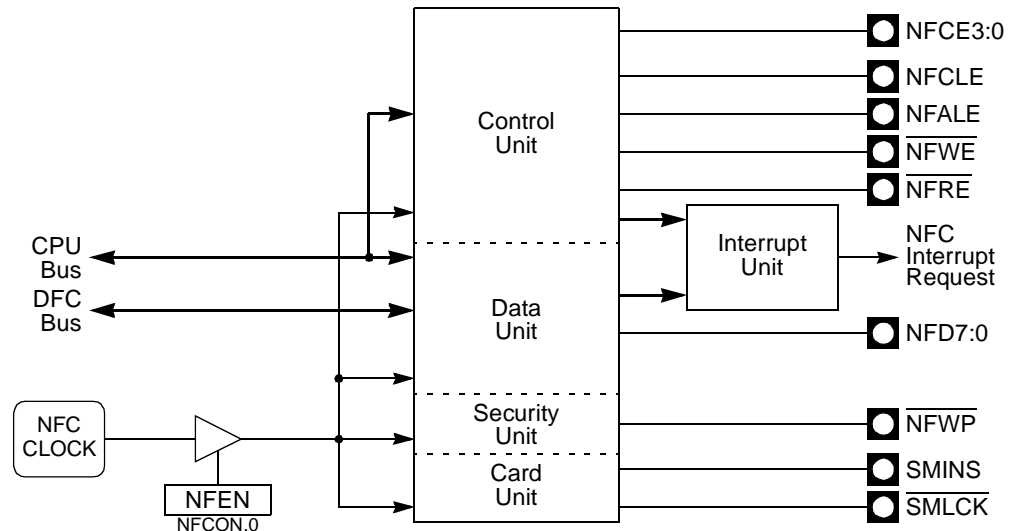 NFCE3:0
NFCLE
NFALE
NFWE
NFRE
Control
Unit
CPU
Bus
DFC
Bus
Interrupt
Unit
NFC
Interrupt
Request
Data
Unit
NFD7:0
NFC
CLOCK
NFEN
NFCON.0
Security
Unit
NFWP
Card
Unit
SMINS
SMLCK